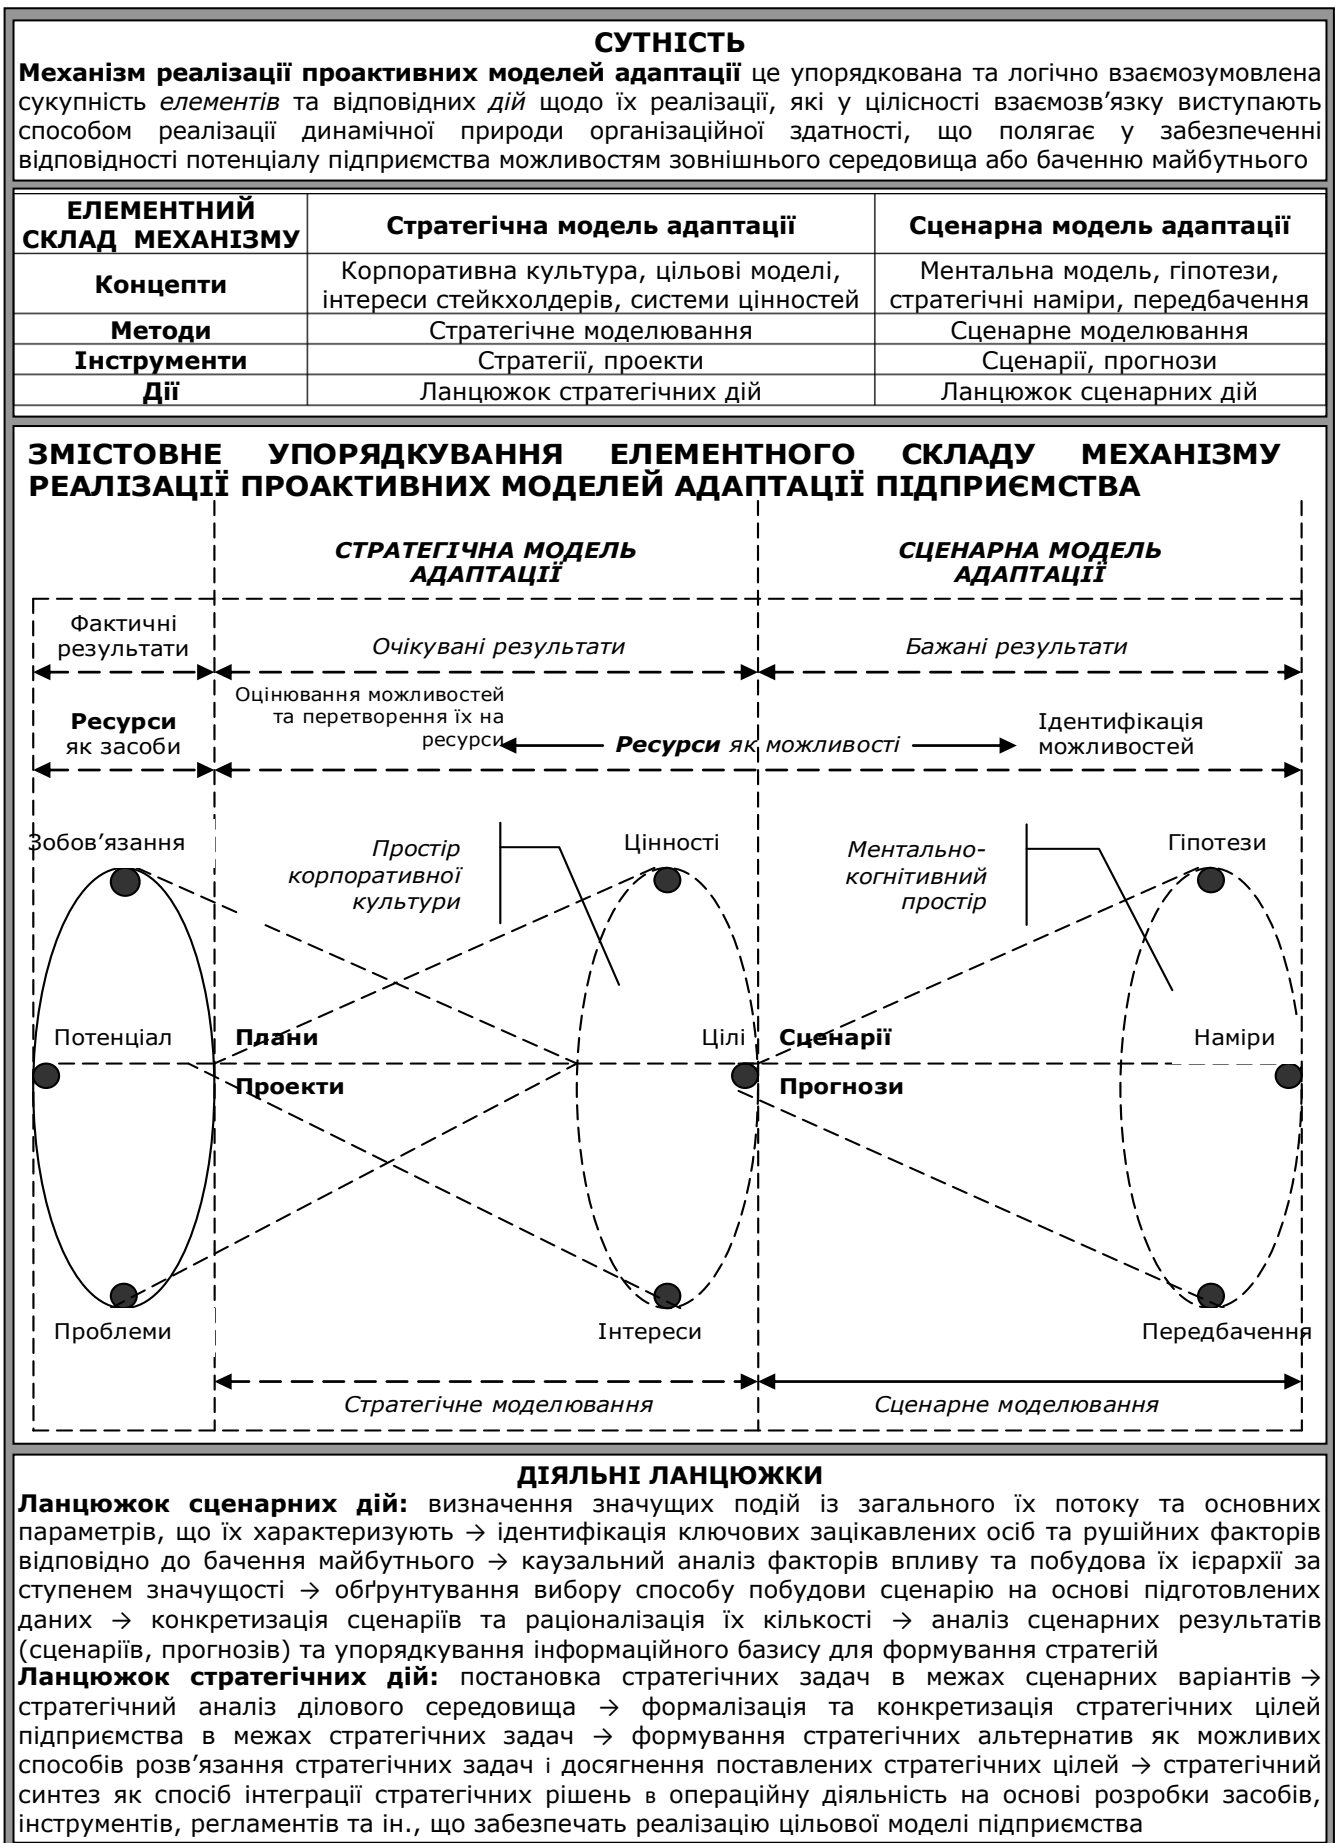 СУТНІСТЬ
Механізм реалізації проактивних моделей адаптації це упорядкована та логічно взаємозумовлена
сукупність елементів та відповідних дій щодо їх реалізації, які у цілісності взаємозв’язку виступають
способом реалізації динамічної природи організаційної здатності, що полягає у забезпеченні
відповідності потенціалу підприємства можливостям зовнішнього середовища або баченню майбутнього
ЕЛЕМЕНТНИЙ
СКЛАД МЕХАНІЗМУ
Стратегічна модель адаптації
Сценарна модель адаптації
Концепти
Корпоративна культура, цільові моделі,
інтереси стейкхолдерів, системи цінностей
Ментальна модель, гіпотези,
стратегічні наміри, передбачення
Методи
Стратегічне моделювання
Сценарне моделювання
Інструменти
Стратегії, проекти
Сценарії, прогнози
Дії
Ланцюжок стратегічних дій
Ланцюжок сценарних дій
ЗМІСТОВНЕ УПОРЯДКУВАННЯ ЕЛЕМЕНТНОГО СКЛАДУ МЕХАНІЗМУ
РЕАЛІЗАЦІЇ ПРОАКТИВНИХ МОДЕЛЕЙ АДАПТАЦІЇ ПІДПРИЄМСТВА
СТРАТЕГІЧНА МОДЕЛЬ
АДАПТАЦІЇ
СЦЕНАРНА МОДЕЛЬ
АДАПТАЦІЇ
Фактичні
результати
Очікувані результати
Бажані результати
Ресурси
як засоби
Оцінювання можливостей
та перетворення їх на
ресурси
Ресурси як можливості
Ідентифікація
можливостей
Зобов’язання
Простір
корпоративної
культури
Цінності
Ментально-
когнітивний
простір
Гіпотези
Потенціал
Плани
Цілі
Сценарії
Наміри
Проекти
Прогнози
Проблеми
Інтереси
Передбачення
Стратегічне моделювання
Сценарне моделювання
ДІЯЛЬНІ ЛАНЦЮЖКИ
Ланцюжок сценарних дій: визначення значущих подій із загального їх потоку та основних
параметрів, що їх характеризують → ідентифікація ключових зацікавлених осіб та рушійних факторів
відповідно до бачення майбутнього → каузальний аналіз факторів впливу та побудова їх ієрархії за
ступенем значущості → обґрунтування вибору способу побудови сценарію на основі підготовлених
даних → конкретизація сценаріїв та раціоналізація їх кількості → аналіз сценарних результатів
(сценаріїв, прогнозів) та упорядкування інформаційного базису для формування стратегій
Ланцюжок стратегічних дій: постановка стратегічних задач в межах сценарних варіантів →
стратегічний аналіз ділового середовища → формалізація та конкретизація стратегічних цілей
підприємства в межах стратегічних задач → формування стратегічних альтернатив як можливих
способів розв’язання стратегічних задач і досягнення поставлених стратегічних цілей → стратегічний
синтез як спосіб інтеграції стратегічних рішень в операційну діяльність на основі розробки засобів,
інструментів, регламентів та ін., що забезпечать реалізацію цільової моделі підприємства